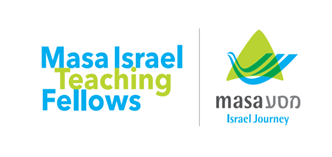 Masa Israel
Teaching
Fellows
masa מסע
Israel Journey